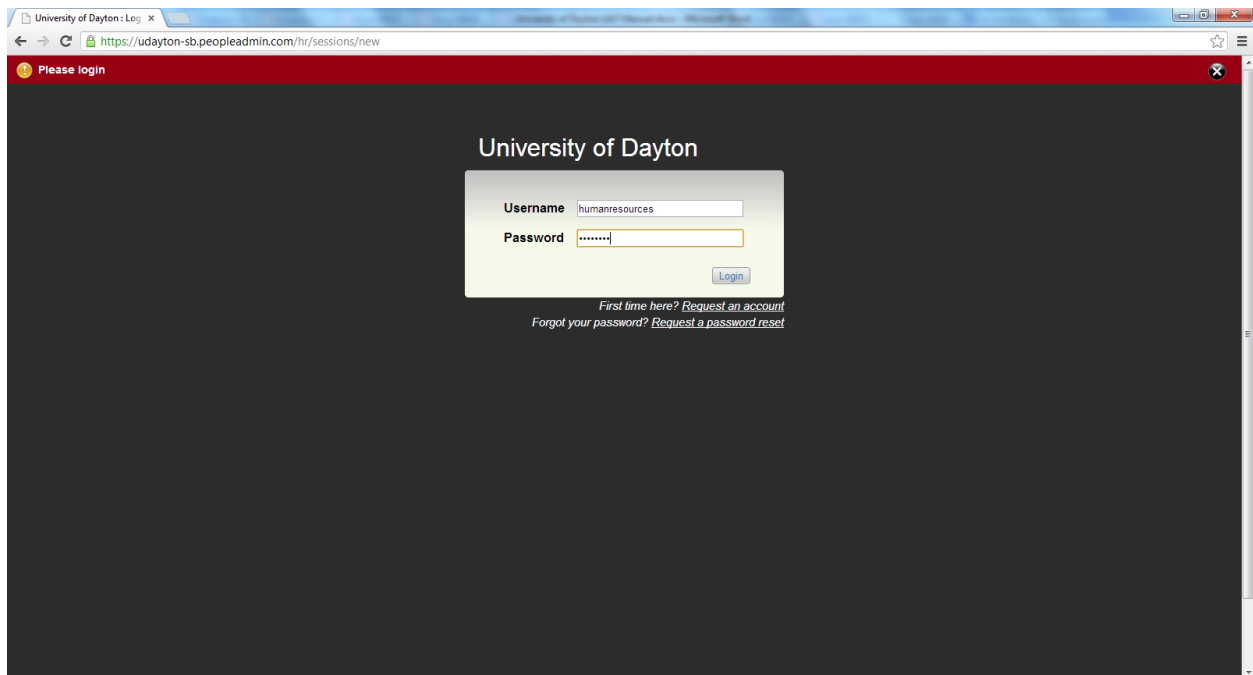 University of Dayton : Log
https://udayton-sb.peopleadmin.com/hr/sessions/new
Please login
University of Dayton
Username humanresources
Password ••••••••
Login
First time here? Request an account
Forgot your password? Request a password reset